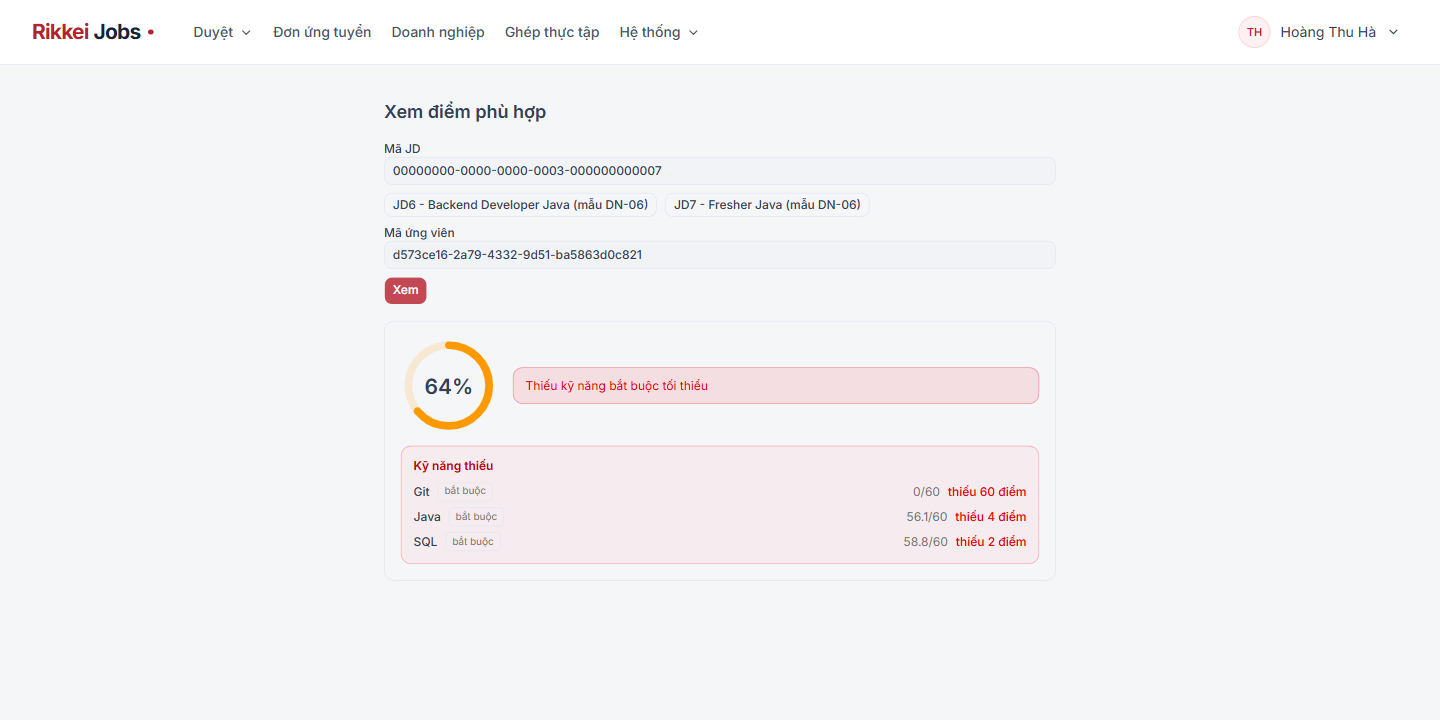 Rikkei Jobs
Duyệt Đơn ứng tuyển Doanh nghiệp Ghép thực tập Hệ thống TH Hoàng Thu Hà
Xem điểm phù hợp
Mã JD
00000000-0000-0000-0003-000000000007
JD6 - Backend Developer Java (mẫu DN-06) JD7 - Fresher Java (mẫu DN-06)
Mã ứng viên
d573ce16-2a79-4332-9d51-ba5863d0c821
Xem
64% Thiếu kỹ năng bắt buộc tối thiểu
Kỹ năng thiếu
Git bắt buộc 0/60 thiếu 60 điểm
Java bắt buộc 56.1/60 thiếu 4 điểm
SQL bắt buộc 58.8/60 thiếu 2 điểm